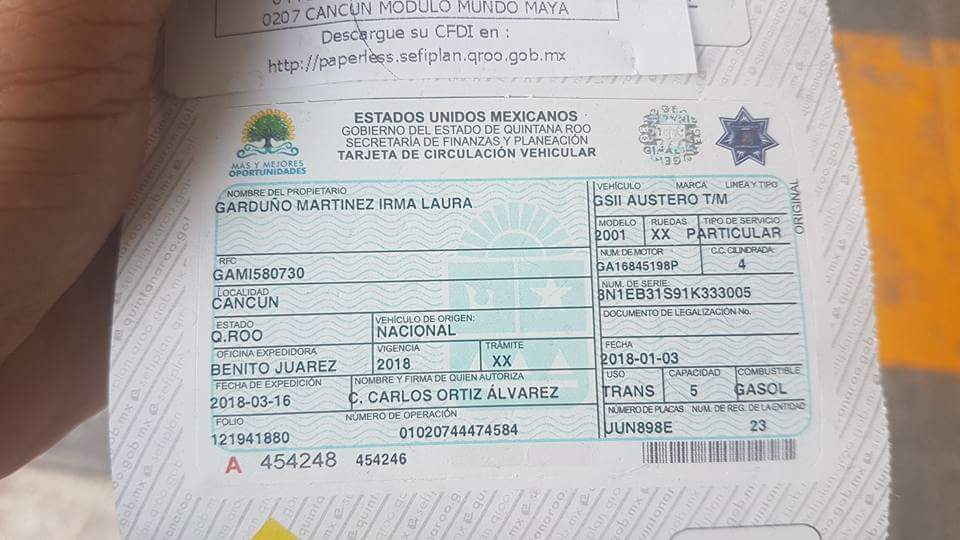 0207 CANCUN MODULO MUNDO MAYA
Descargue su CFDI en :
http://paperless.sefiplan.qroo.gob.mx
ESTADOS UNIDOS MEXICANOS
GOBIERNO DEL ESTADO DE QUINTANA ROO
SECRETARÍA DE FINANZAS Y PLANEACIÓN
TARJETA DE CIRCULACIÓN VEHICULAR
MÁS Y MEJORES
OPORTUNIDADES
NOMBRE DEL PROPIETARIO
GARDUÑO MARTINEZ IRMA LAURA
RFC
GAMI580730
LOCALIDAD
CANCUN
ESTADO
Q.ROO
VEHÍCULO DE ORIGEN:
NACIONAL
OFICINA EXPEDIDORA
BENITO JUAREZ
VIGENCIA
2018
TRÁMITE
XX
FECHA DE EXPEDICIÓN
2018-03-16
NOMBRE Y FIRMA DE QUIEN AUTORIZA
C. CARLOS ORTIZ ÁLVAREZ
FOLIO
121941880
NÚMERO DE OPERACIÓN
01020744474584
VEHÍCULO MARCA LINEA Y TIPO
GSII AUSTERO T/M
MODELO RUEDAS TIPO DE SERVICIO
2001 XX PARTICULAR
NUM. DE MOTOR C.C. CILINDRADA:
GA16845198P 4
NUM. DE SERIE:
3N1EB31S91K333005
DOCUMENTO DE LEGALIZACIÓN No.
FECHA
2018-01-03
USO CAPACIDAD COMBUSTIBLE
TRANS 5 GASOL
NÚMERO DE PLACAS NUM. DE REG. DE LA ENTIDAD
JUN898E 23
ORIGINAL
A 454248 454246